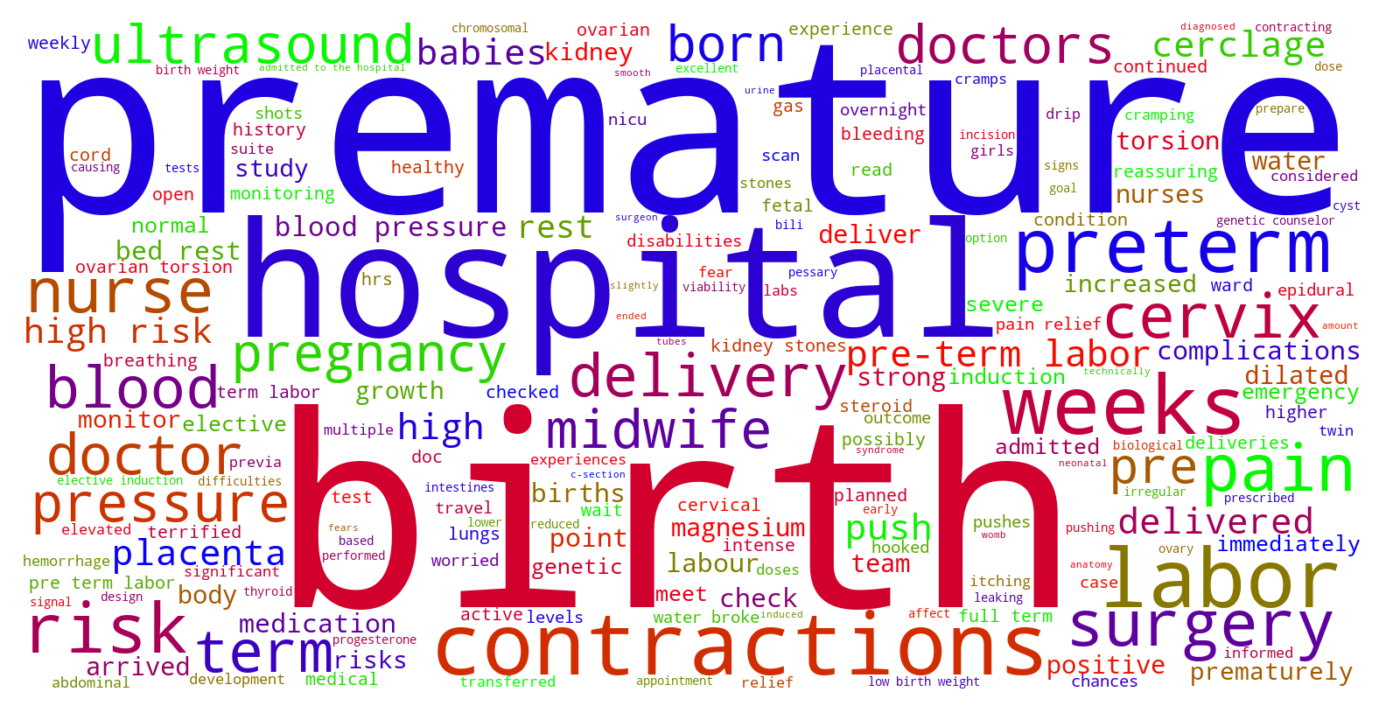 chromosomal ovarian experience diagnosed contracting
weekly ultrasound babies kidney born doctors cerclage
birth weight admitted to the hospital smooth excellent placental cramps continued dose
premature
urine
shots nicu gas overnight drip cramping prepare
history bleeding incision torsion
suite
cord study healthy scan girls water
causing tests read signs reassuring considered
open monitoring stones goal nurses
normal blood pressure rest surgeon fetal condition genetic counselor cyst
bed rest disabilities bili deliver option preterm
ovarian torsion hospital
hrs fear pessary increased ward epidural
nurse slightly viability labs severe
high risk ended pain relief cervix amount
breathing pregnancy tubes kidney stones pre-term labor complications
blood term labor growth checked delivery strong induction technically dilated
monitor elective steroid weeks emergency
multiple high midwife outcome higher
doctor previa doc possibly admitted biological deliveries twin
experiences syndrome neonatal
elective induction difficulties c-section pre pain
pressure test intestines births cervical planned irregular prescribed
birth
elevated terrified fears travel lower reduced wait magnesium early push pushes pushing delivered
based lungs point intense hooked womb
hemorrhage placenta performed worried genetic labour doses team ovary immediately
pre term labor significant itching anatomy labor
signal design body thyroid meet check leaking case
risk medication active levels water broke induced affect full term surgery
term progesterone contractions informed
arrived risks positive prematurely
abdominal development medical transferred appointment relief low birth weight chances